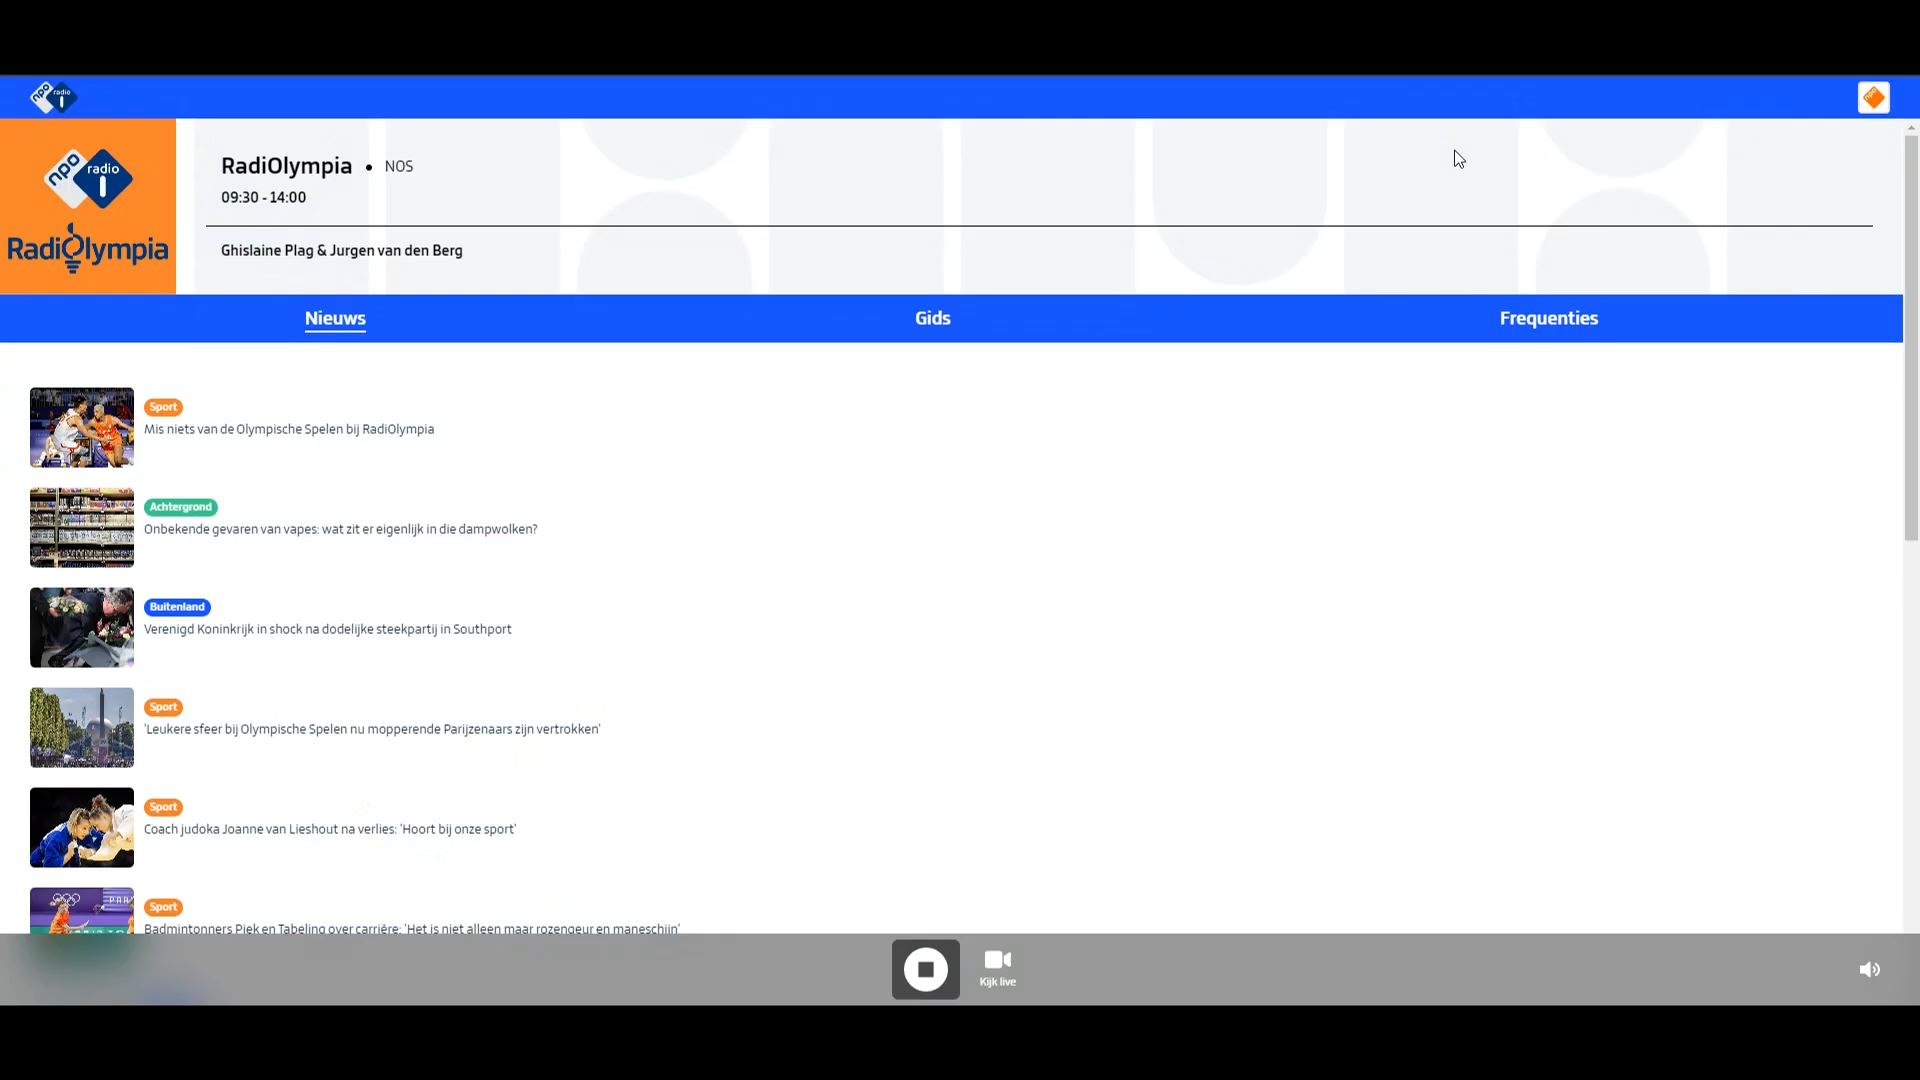 npo radio 1
npo
npo radio 1
RadiOlympia
RadiOlympia • NOS
09:30 - 14:00
Ghislaine Plag & Jurgen van den Berg
Nieuws Gids Frequenties
Sport
Mis niets van de Olympische Spelen bij RadiOlympia
Achtergrond
Onbekende gevaren van vapes: wat zit er eigenlijk in die dampwolken?
Buitenland
Verenigd Koninkrijk in shock na dodelijke steekpartij in Southport
Sport
'Leukere sfeer bij Olympische Spelen nu mopperende Parijzenaars zijn vertrokken'
Sport
Coach judoka Joanne van Lieshout na verlies: 'Hoort bij onze sport'
Sport
Badmintonners Piek en Tabeling over carrière: 'Het is niet alleen maar rozengeur en maneschijn'
Kijk live